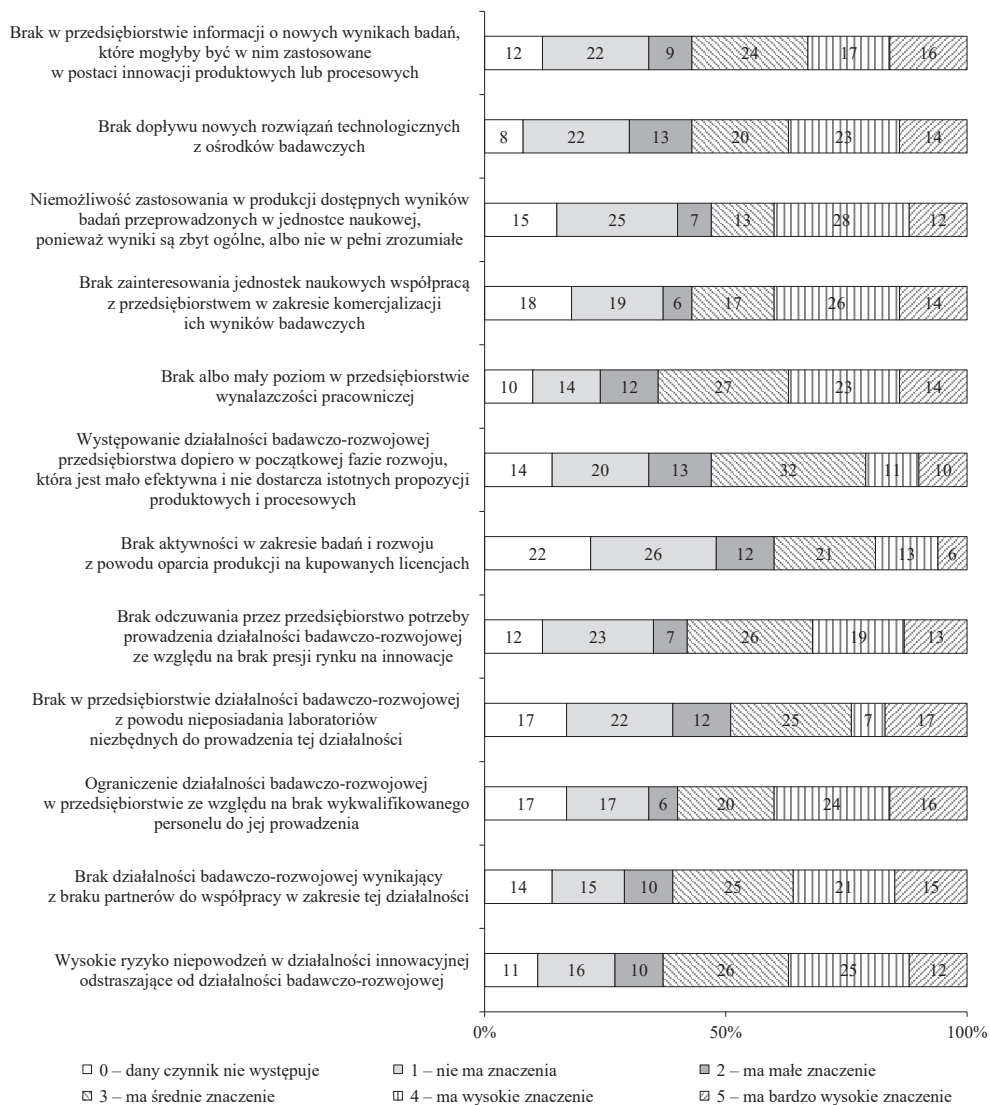 Brak w przedsiębiorstwie informacji o nowych wynikach badań,
które mogłyby być w nim zastosowane
w postaci innowacji produktowych lub procesowych
12 22 9 24 17 16
Brak dopływu nowych rozwiązań technologicznych
z ośrodków badawczych
8 22 13 20 23 14
Niemożliwość zastosowania w produkcji dostępnych wyników
badań przeprowadzonych w jednostce naukowej,
ponieważ wyniki są zbyt ogólne, albo nie w pełni zrozumiałe
15 25 7 13 28 12
Brak zainteresowania jednostek naukowych współpracą
z przedsiębiorstwem w zakresie komercjalizacji
ich wyników badawczych
18 19 6 17 26 14
Brak albo mały poziom w przedsiębiorstwie
wynalazczości pracowniczej
10 14 12 27 23 14
Występowanie działalności badawczo-rozwojowej
przedsiębiorstwa dopiero w początkowej fazie rozwoju,
która jest mało efektywna i nie dostarcza istotnych propozycji
produktowych i procesowych
14 20 13 32 11 10
Brak aktywności w zakresie badań i rozwoju
z powodu oparcia produkcji na kupowanych licencjach
22 26 12 21 13 6
Brak odczuwania przez przedsiębiorstwo potrzeby
prowadzenia działalności badawczo-rozwojowej
ze względu na brak presji rynku na innowacje
12 23 7 26 19 13
Brak w przedsiębiorstwie działalności badawczo-rozwojowej
z powodu nieposiadania laboratoriów
niezbędnych do prowadzenia tej działalności
17 22 12 25 7 17
Ograniczenie działalności badawczo-rozwojowej
w przedsiębiorstwie ze względu na brak wykwalifikowanego
personelu do jej prowadzenia
17 17 6 20 24 16
Brak działalności badawczo-rozwojowej wynikający
z braku partnerów do współpracy w zakresie tej działalności
14 15 10 25 21 15
Wysokie ryzyko niepowodzeń w działalności innowacyjnej
odstraszające od działalności badawczo-rozwojowej
11 16 10 26 25 12
0% 50% 100%
0 – dany czynnik nie występuje 1 – nie ma znaczenia 2 – ma małe znaczenie
3 – ma średnie znaczenie 4 – ma wysokie znaczenie 5 – ma bardzo wysokie znaczenie